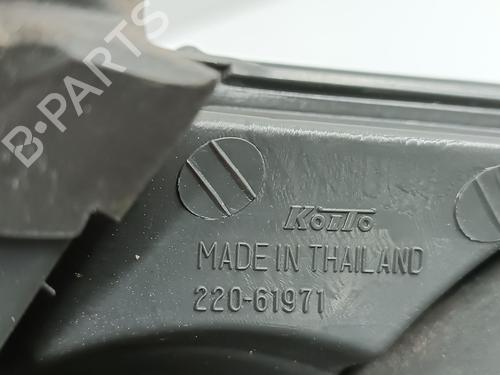 B-PARTS
KoiTo
MADE IN THAILAND
220-61971